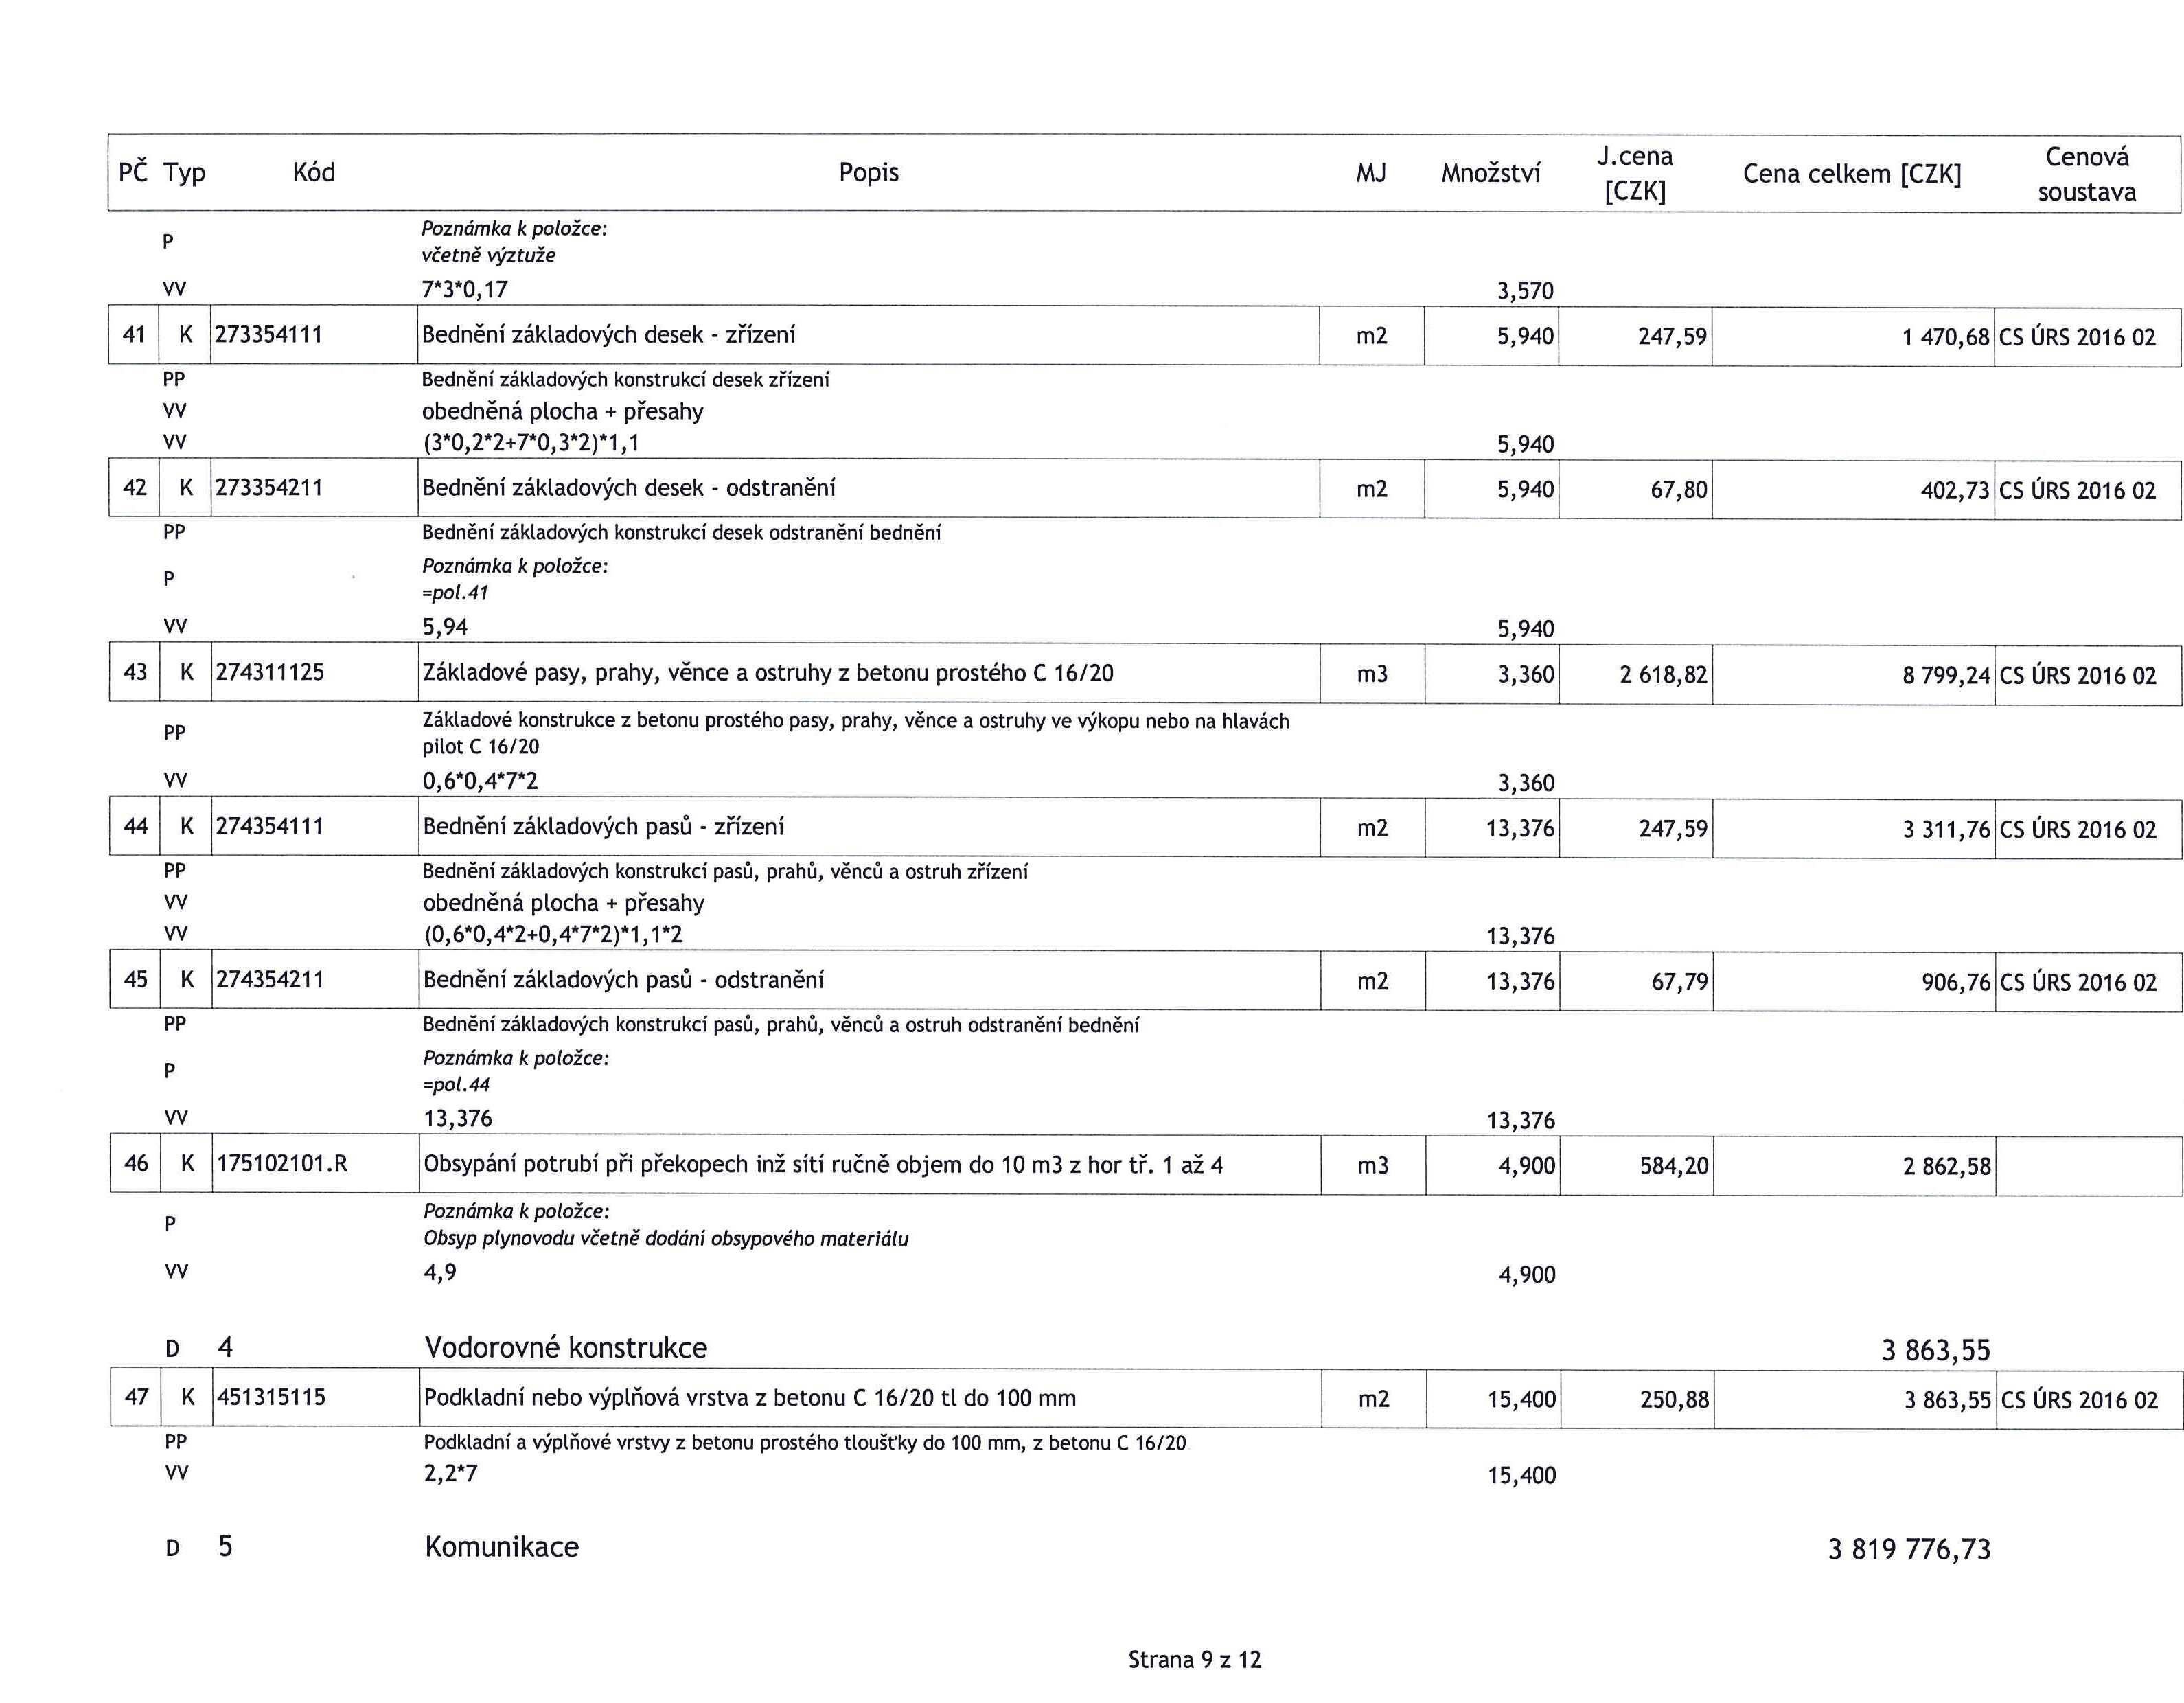 PČ Typ Kód Popis MJ Množství J.cena [CZK] Cena celkem [CZK] Cenová soustava
P Poznámka k položce:
včetně výztuže
VV 7*3*0,17 3,570
41 K 273354111 Bednění základových desek - zřízení m2 5,940 247,59 1 470,68 CS ÚRS 2016 02
PP Bednění základových konstrukcí desek zřízení
VV obedněná plocha + přesahy
VV (3*0,2*2+7*0,3*2)*1,1 5,940
42 K 273354211 Bednění základových desek - odstranění m2 5,940 67,80 402,73 CS ÚRS 2016 02
PP Bednění základových konstrukcí desek odstranění bednění
P Poznámka k položce:
=pol.41
VV 5,94 5,940
43 K 274311125 Základové pasy, prahy, věnce a ostruhy z betonu prostého C 16/20 m3 3,360 2 618,82 8 799,24 CS ÚRS 2016 02
PP Základové konstrukce z betonu prostého pasy, prahy, věnce a ostruhy ve výkopu nebo na hlavách
pilot C 16/20
VV 0,6*0,4*7*2 3,360
44 K 274354111 Bednění základových pasů - zřízení m2 13,376 247,59 3 311,76 CS ÚRS 2016 02
PP Bednění základových konstrukcí pasů, prahů, věnců a ostruh zřízení
VV obedněná plocha + přesahy
VV (0,6*0,4*2+0,4*7*2)*1,1*2 13,376
45 K 274354211 Bednění základových pasů - odstranění m2 13,376 67,79 906,76 CS ÚRS 2016 02
PP Bednění základových konstrukcí pasů, prahů, věnců a ostruh odstranění bednění
P Poznámka k položce:
=pol.44
VV 13,376 13,376
46 K 175102101.R Obsypání potrubí při překopech inž sítí ručně objem do 10 m3 z hor tř. 1 až 4 m3 4,900 584,20 2 862,58
P Poznámka k položce:
Obsyp plynovodu včetně dodání obsypového materiálu
VV 4,9 4,900
D 4 Vodorovné konstrukce 3 863,55
47 K 451315115 Podkladní nebo výplňová vrstva z betonu C 16/20 tl do 100 mm m2 15,400 250,88 3 863,55 CS ÚRS 2016 02
PP Podkladní a výplňové vrstvy z betonu prostého tloušťky do 100 mm, z betonu C 16/20
VV 2,2*7 15,400
D 5 Komunikace 3 819 776,73
Strana 9 z 12